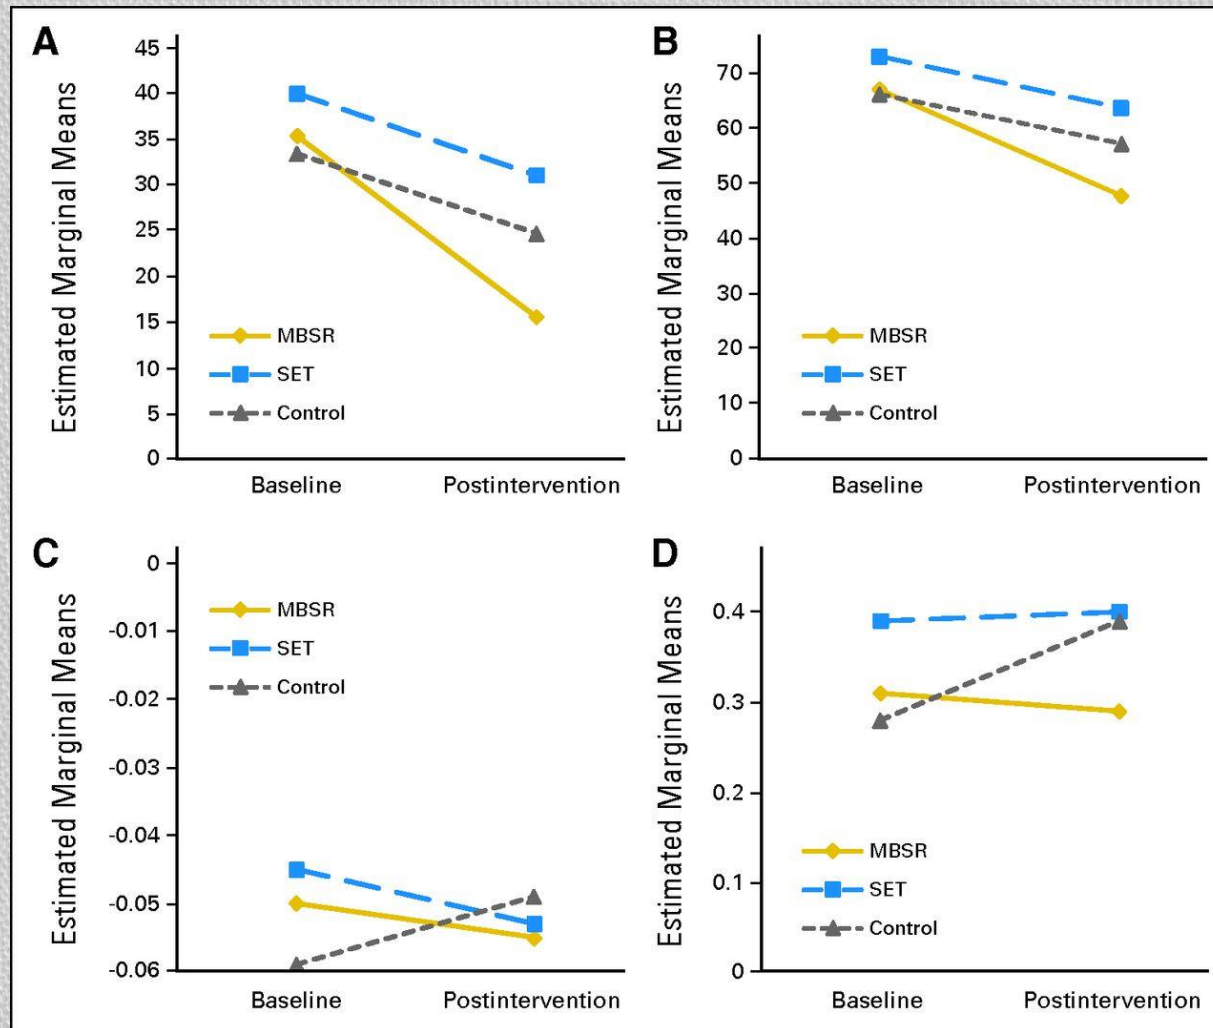 A
Estimated Marginal Means
45
40
35
30
25
20
15
10
5
0
MBSR
SET
Control
Baseline Postintervention
B
Estimated Marginal Means
70
60
50
40
30
20
10
0
MBSR
SET
Control
Baseline Postintervention
C
Estimated Marginal Means
0
-0.01
-0.02
-0.03
-0.04
-0.05
-0.06
MBSR
SET
Control
Baseline Postintervention
D
Estimated Marginal Means
0.4
0.3
0.2
0.1
0
MBSR
SET
Control
Baseline Postintervention